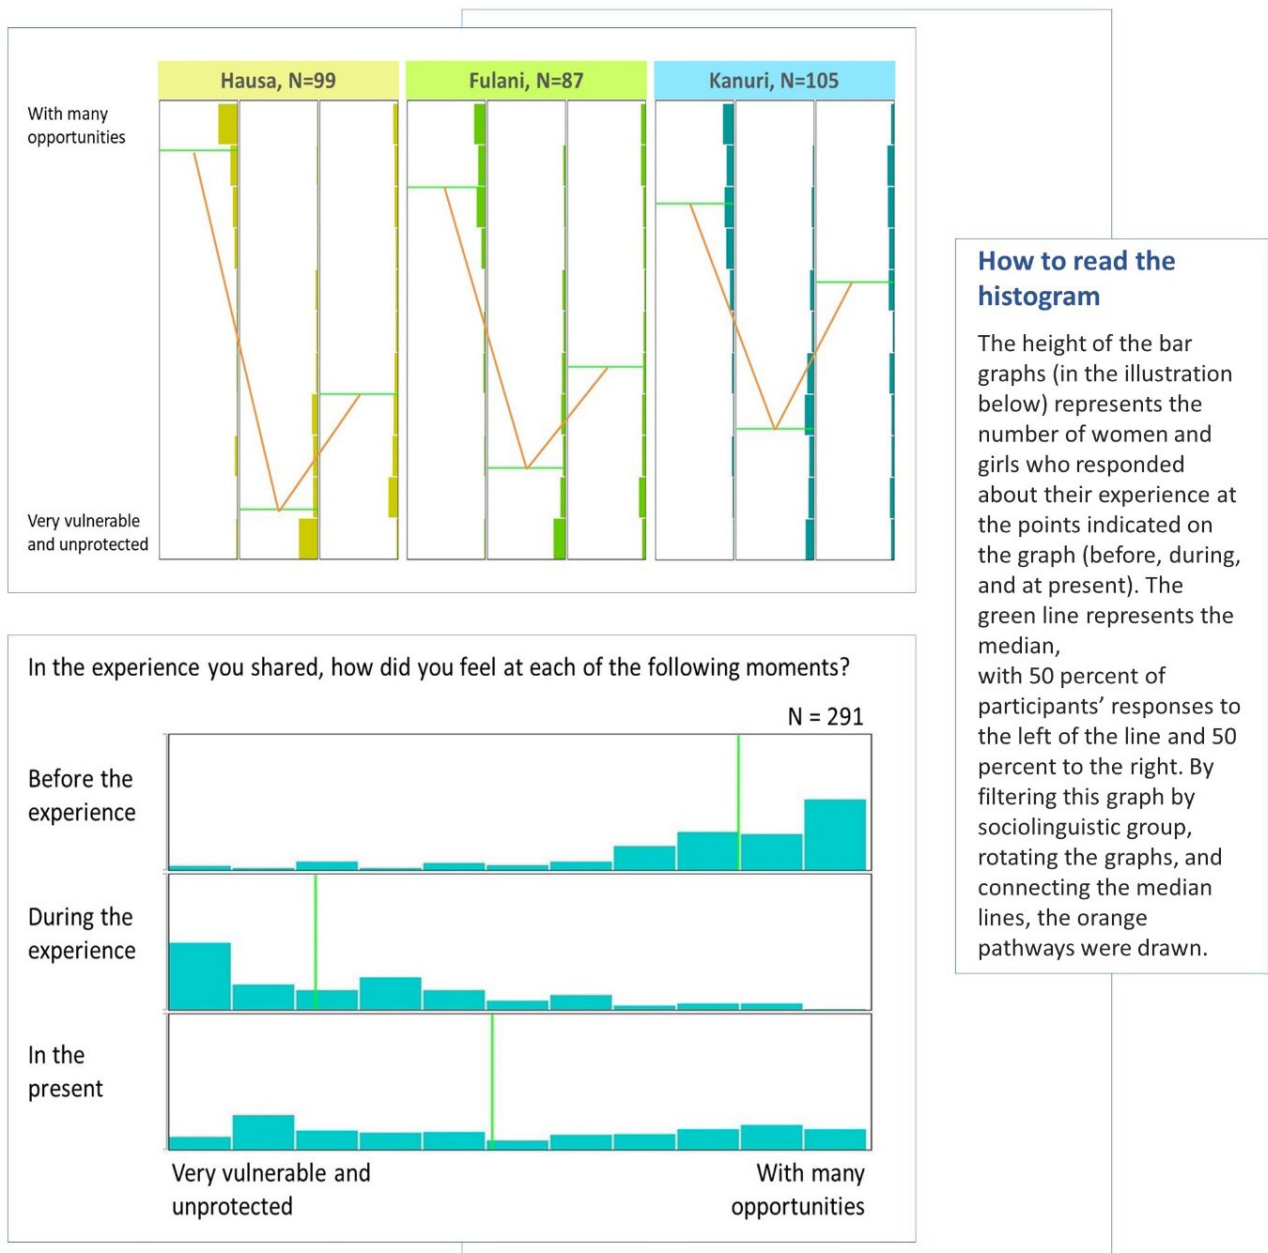 Hausa, N=99
Fulani, N=87
Kanuri, N=105
With many
opportunities
Very vulnerable
and unprotected
In the experience you shared, how did you feel at each of the following moments?
N = 291
Before the
experience
During the
experience
In the
present
Very vulnerable and
unprotected
With many
opportunities
How to read the
histogram
The height of the bar
graphs (in the illustration
below) represents the
number of women and
girls who responded
about their experience at
the points indicated on
the graph (before, during,
and at present). The
green line represents the
median,
with 50 percent of
participants’ responses to
the left of the line and 50
percent to the right. By
filtering this graph by
sociolinguistic group,
rotating the graphs, and
connecting the median
lines, the orange
pathways were drawn.